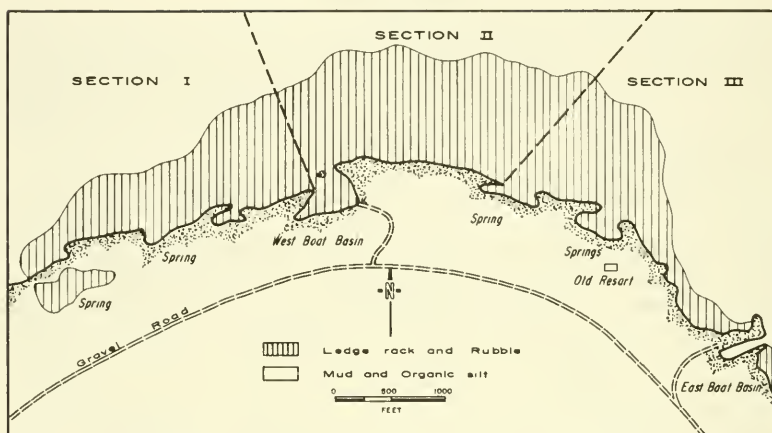 SECTION II
SECTION I
SECTION III
Spring
West Boat Basin
Spring
Springs
Old Resort
Spring
N
Gravel Road
Ledge rock and Rubble
Mud and Organic silt
East Boat Basin
0 500 1000
FEET